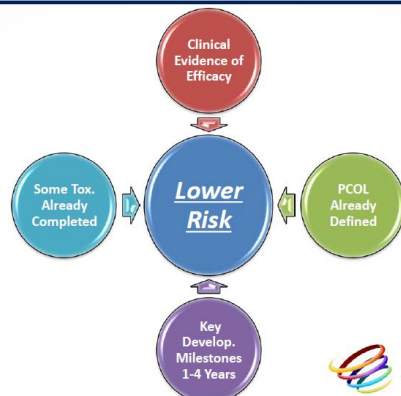 Clinical
Evidence of
Efficacy
Some Tox.
Already
Completed
Lower
Risk
PCOL
Already
Defined
Key
Develop.
Milestones
1-4 Years